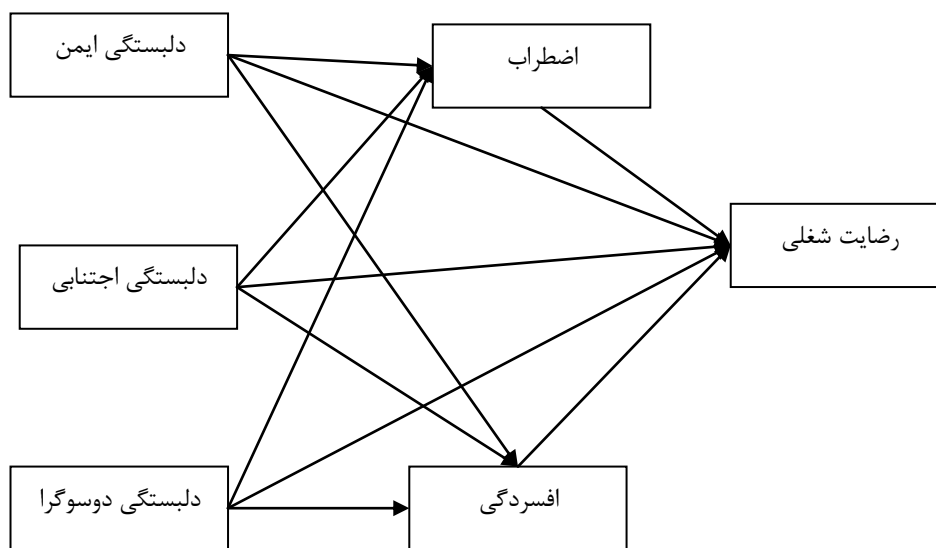 دلبستگی ایمن
اضطراب
رضایت شغلی
دلبستگی اجتنابی
دلبستگی دوسوگرا
افسردگی